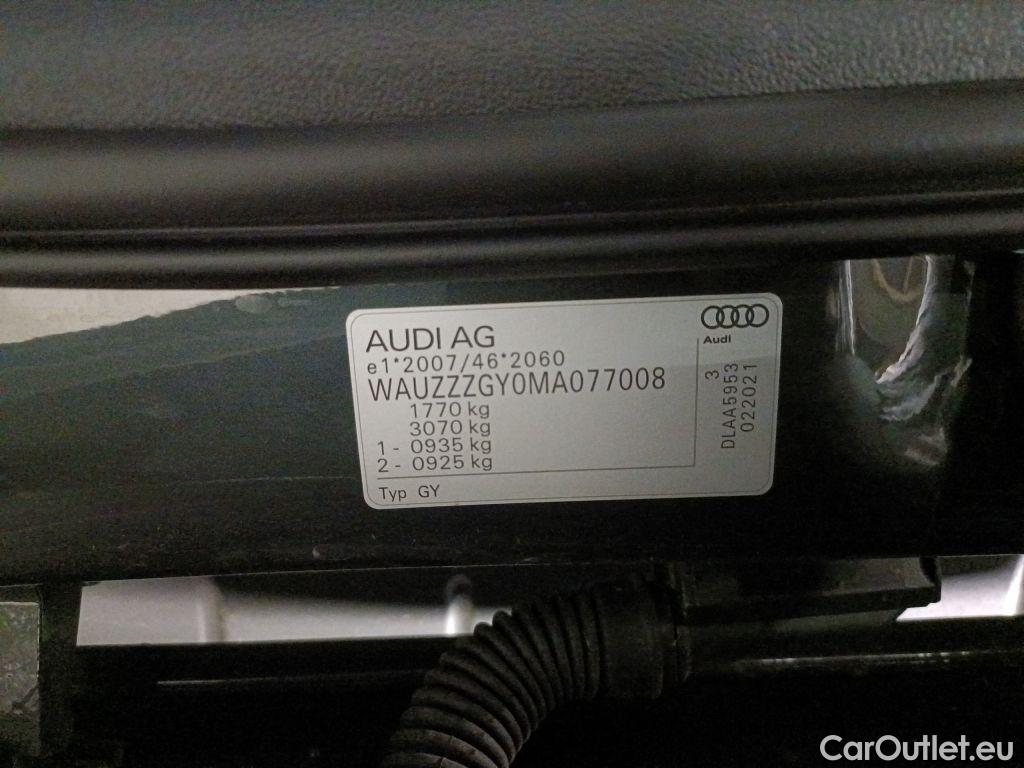 AUDI AG
e1*2007/46*2060
WAUZZZGY0MA077008
1770 kg
3070 kg
1 - 0935 kg
2 - 0925 kg
Typ GY
Audi
3
DLAA5953
022021
CarOutlet.eu